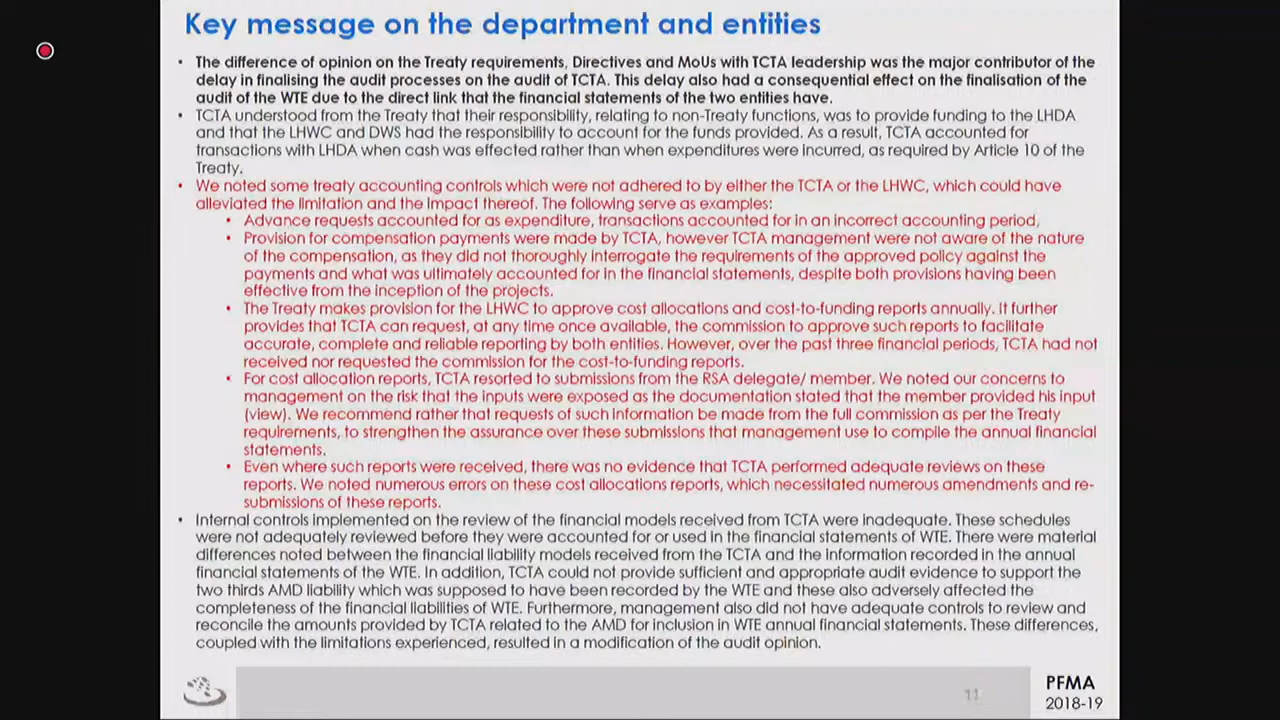 Key message on the department and entities
• The difference of opinion on the Treaty requirements, Directives and MoUs with TCTA leadership was the major contributor of the
delay in finalising the audit processes on the audit of TCTA. This delay also had a consequential effect on the finalisation of the
audit of the WTE due to the direct link that the financial statements of the two entities have.
• TCTA understood from the Treaty that their responsibility, relating to non-Treaty functions, was to provide funding to the LHDA
and that the LHWC and DWS had the responsibility to account for the funds provided. As a result, TCTA accounted for
transactions with LHDA when cash was effected rather than when expenditures were incurred, as required by Article 10 of the
Treaty.
• We noted some treaty accounting controls which were not adhered to by either the TCTA or the LHWC, which could have
alleviated the limitation and the impact thereof. The following serve as examples:
• Advance requests accounted for as expenditure, transactions accounted for in an incorrect accounting period,
• Provision for compensation payments were made by TCTA, however TCTA management were not aware of the nature
of the compensation, as they did not thoroughly interrogate the requirements of the approved policy against the
payments and what was ultimately accounted for in the financial statements, despite both provisions having been
effective from the inception of the projects.
• The Treaty makes provision for the LHWC to approve cost allocations and cost-to-funding reports annually. It further
provides that TCTA can request, at any time once available, the commission to approve such reports to facilitate
accurate, complete and reliable reporting by both entities. However, over the past three financial periods, TCTA had not
received nor requested the commission for the cost-to-funding reports.
• For cost allocation reports, TCTA resorted to submissions from the RSA delegate/ member. We noted our concerns to
management on the risk that the inputs were exposed as the documentation stated that the member provided his input
(view). We recommend rather that requests of such information be made from the full commission as per the Treaty
requirements, to strengthen the assurance over these submissions that management use to compile the annual financial
statements.
• Even where such reports were received, there was no evidence that TCTA performed adequate reviews on these
reports. We noted numerous errors on these cost allocations reports, which necessitated numerous amendments and re-
submissions of these reports.
• Internal controls implemented on the review of the financial models received from TCTA were inadequate. These schedules
were not adequately reviewed before they were accounted for or used in the financial statements of WTE. There were material
differences noted between the financial liability models received from the TCTA and the information recorded in the annual
financial statements of the WTE. In addition, TCTA could not provide sufficient and appropriate audit evidence to support the
two thirds AMD liability which was supposed to have been recorded by the WTE and these also adversely affected the
completeness of the financial liabilities of WTE. Furthermore, management also did not have adequate controls to review and
reconcile the amounts provided by TCTA related to the AMD for inclusion in WTE annual financial statements. These differences,
coupled with the limitations experienced, resulted in a modification of the audit opinion.
11
PFMA
2018-19